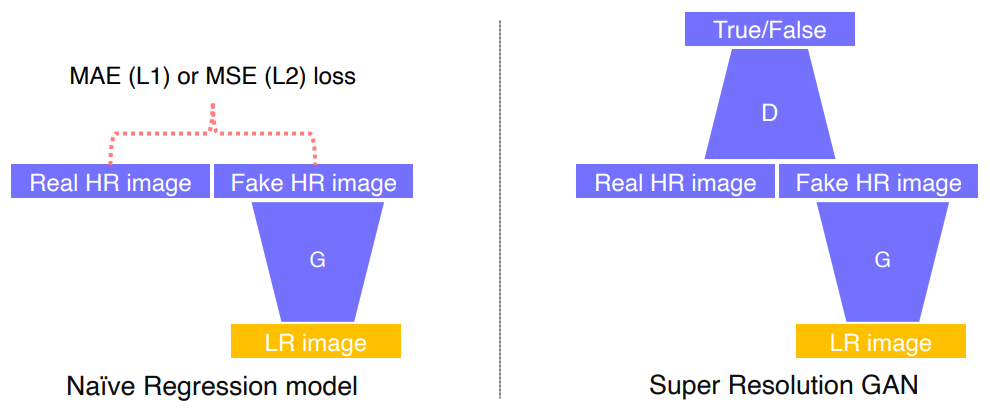 MAE (L1) or MSE (L2) loss
Real HR image
Fake HR image
G
LR image
Naïve Regression model
True/False
D
Real HR image
Fake HR image
G
LR image
Super Resolution GAN